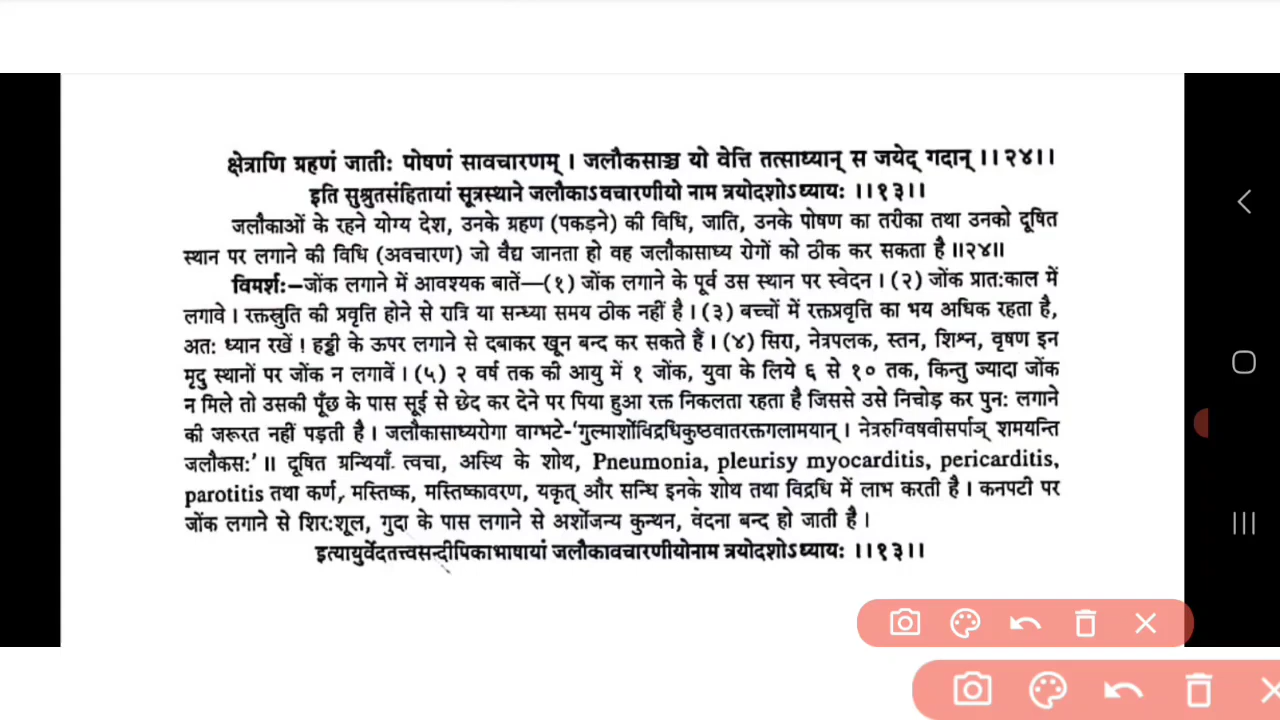 क्षेत्राणि ग्रहणं जातीः पोषणं सावचारणम् । जलौकसाञ्च यो वेत्ति तत्साध्यान् स जयेद् गदान् ।।२४।।
इति सुश्रुतसंहितायां सूत्रस्थाने जलौकाऽवचारणीयो नाम त्रयोदशोऽध्यायः ।।१३।।
जलौकाओं के रहने योग्य देश, उनके ग्रहण (पकड़ने) की विधि, जाति, उनके पोषण का तरीका तथा उनको दूषित
स्थान पर लगाने की विधि (अवचारण) जो वैद्य जानता हो वह जलौकासाध्य रोगों को ठीक कर सकता है॥२४॥
विमर्शः–जोंक लगाने में आवश्यक बातें—(१) जोंक लगाने के पूर्व उस स्थान पर स्वेदन । (२) जोंक प्रातःकाल में
लगावे । रक्तस्रुति की प्रवृत्ति होने से रात्रि या सन्ध्या समय ठीक नहीं है । (३) बच्चों में रक्तप्रवृत्ति का भय अधिक रहता है,
अतः ध्यान रखें ! हड्डी के ऊपर लगाने से दबाकर खून बन्द कर सकते हैं । (४) सिरा, नेत्रपलक, स्तन, शिश्न, वृषण इन
मृदु स्थानों पर जोंक न लगावें । (५) २ वर्ष तक की आयु में १ जोंक, युवा के लिये ६ से १० तक, किन्तु ज्यादा जोंक
न मिले तो उसकी पूँछ के पास सूई से छेद कर देने पर पिया हुआ रक्त निकलता रहता है जिससे उसे निचोड़ कर पुनः लगाने
की जरूरत नहीं पड़ती है । जलौकासाध्यरोगा वाग्भटे-'गुल्मार्शोविद्रधिकुष्ठवातरक्तगलामयान् । नेत्ररुग्विषवीसर्पाञ् शमयन्ति
जलौकसः' ॥ दूषित ग्रन्थियाँ. त्वचा, अस्थि के शोथ, Pneumonia, pleurisy myocarditis, pericarditis,
parotitis तथा कर्ण, मस्तिष्क, मस्तिष्कावरण, यकृत् और सन्धि इनके शोथ तथा विद्रधि में लाभ करती है । कनपटी पर
जोंक लगाने से शिरःशूल, गुदा के पास लगाने से अर्शोजन्य कुन्थन, वेदना बन्द हो जाती है ।
इत्यायुर्वेदतत्त्वसन्दीपिकाभाषायां जलौकावचारणीयोनाम त्रयोदशोऽध्यायः ।।१३।।